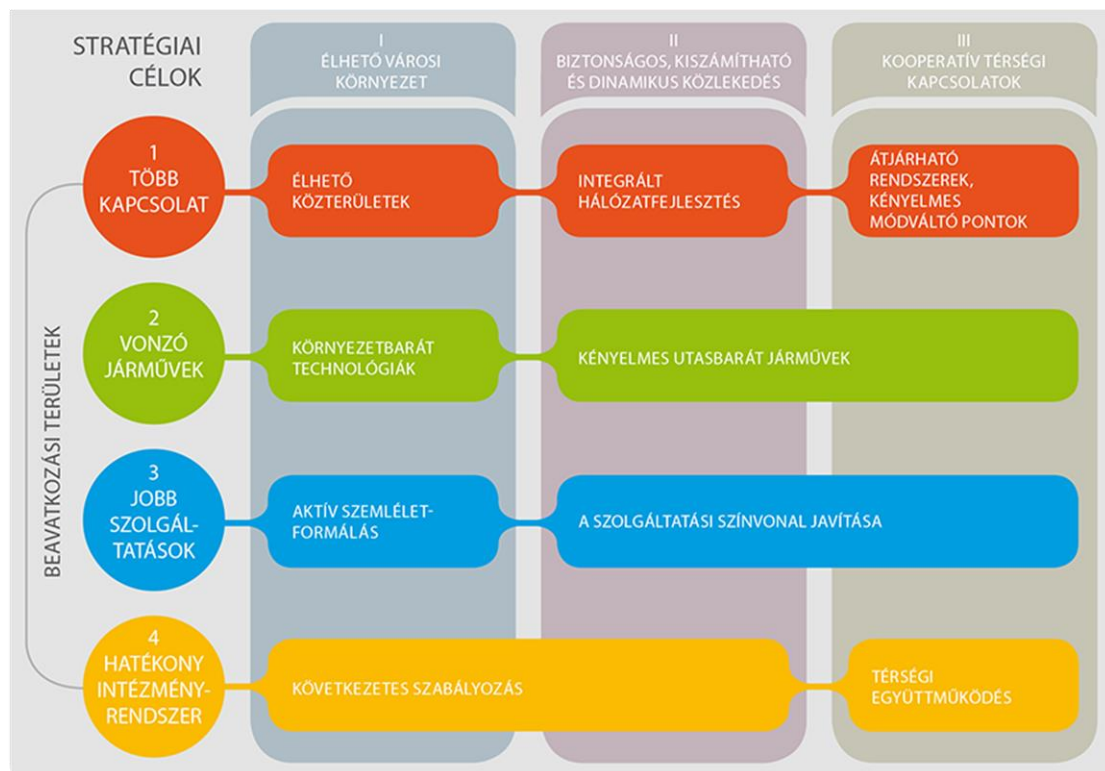 STRATÉGIAI
CÉLOK
I
ÉLHETŐ VÁROSI
KÖRNYEZET
II
BIZTONSÁGOS, KISZÁMÍTHATÓ
ÉS DINAMIKUS KÖZLEKEDÉS
III
KOOPERATÍV TÉRSÉGI
KAPCSOLATOK
BEAVATKOZÁSI TERÜLETEK
1
TÖBB
KAPCSOLAT
ÉLHETŐ
KÖZTERÜLETEK
INTEGRÁLT
HÁLÓZATFEJLESZTÉS
ÁTJÁRHATÓ
RENDSZEREK,
KÉNYELMES
MÓDVÁLTÓ PONTOK
2
VONZÓ
JÁRMŰVEK
KÖRNYEZETBARÁT
TECHNOLÓGIÁK
KÉNYELMES UTASBARÁT JÁRMŰVEK
3
JOBB
SZOLGÁL-
TATÁSOK
AKTÍV SZEMLÉLET-
FORMÁLÁS
A SZOLGÁLTATÁSI SZÍNVONAL JAVÍTÁSA
4
HATÉKONY
INTÉZMÉNY-
RENDSZER
KÖVETKEZETES SZABÁLYOZÁS
TÉRSÉGI
EGYÜTTMŰKÖDÉS